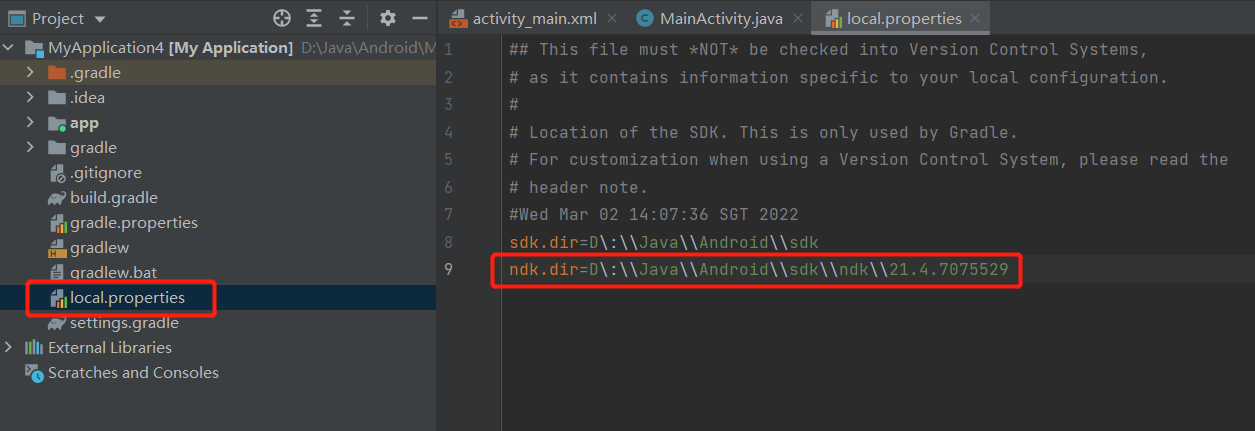 Project
MyApplication4 [My Application] D:\Java\Android\M
.gradle
.idea
app
gradle
.gitignore
build.gradle
gradle.properties
gradlew
gradlew.bat
local.properties
settings.gradle
External Libraries
Scratches and Consoles
activity_main.xml
MainActivity.java
local.properties
1 ## This file must *NOT* be checked into Version Control Systems,
2 # as it contains information specific to your local configuration.
3 #
4 # Location of the SDK. This is only used by Gradle.
5 # For customization when using a Version Control System, please read the
6 # header note.
7 #Wed Mar 02 14:07:36 SGT 2022
8 sdk.dir=D\:\\Java\\Android\\sdk
9 ndk.dir=D\:\\Java\\Android\\sdk\\ndk\\21.4.7075529